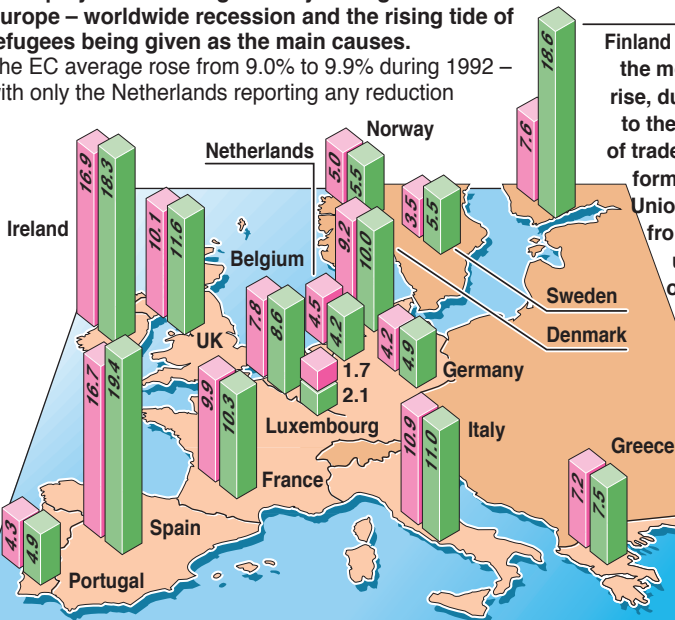 urope – worldwide recession and the rising tide of
efugees being given as the main causes.
he EC average rose from 9.0% to 9.9% during 1992 –
ith only the Netherlands reporting any reduction
Finland
the mo
rise, du
to the
of trade
form
Unio
fro
7.6
18.6
Norway
5.0
5.5
Netherlands
4.5
4.2
3.5
5.5
Sweden
9.2
10.0
Denmark
Ireland
16.9
18.3
10.1
11.6
UK
Belgium
7.8
8.6
4.2
4.9
Germany
1.7
2.1
Luxembourg
9.9
10.3
France
10.9
11.0
Italy
7.2
7.5
Greece
16.7
19.4
Spain
4.3
4.9
Portugal